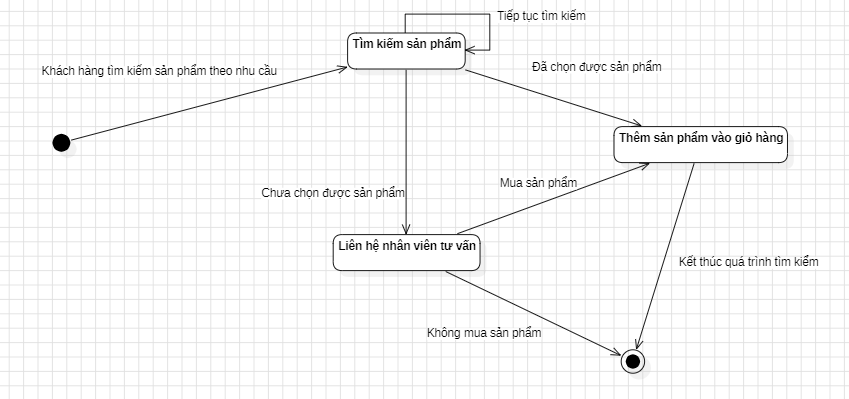 Tiếp tục tìm kiếm
Tìm kiếm sản phẩm
Đã chọn được sản phẩm
Khách hàng tìm kiếm sản phẩm theo nhu cầu
Thêm sản phẩm vào giỏ hàng
Mua sản phẩm
Chưa chọn được sản phẩm
Liên hệ nhân viên tư vấn
Kết thúc quá trình tìm kiểm
Không mua sản phẩm